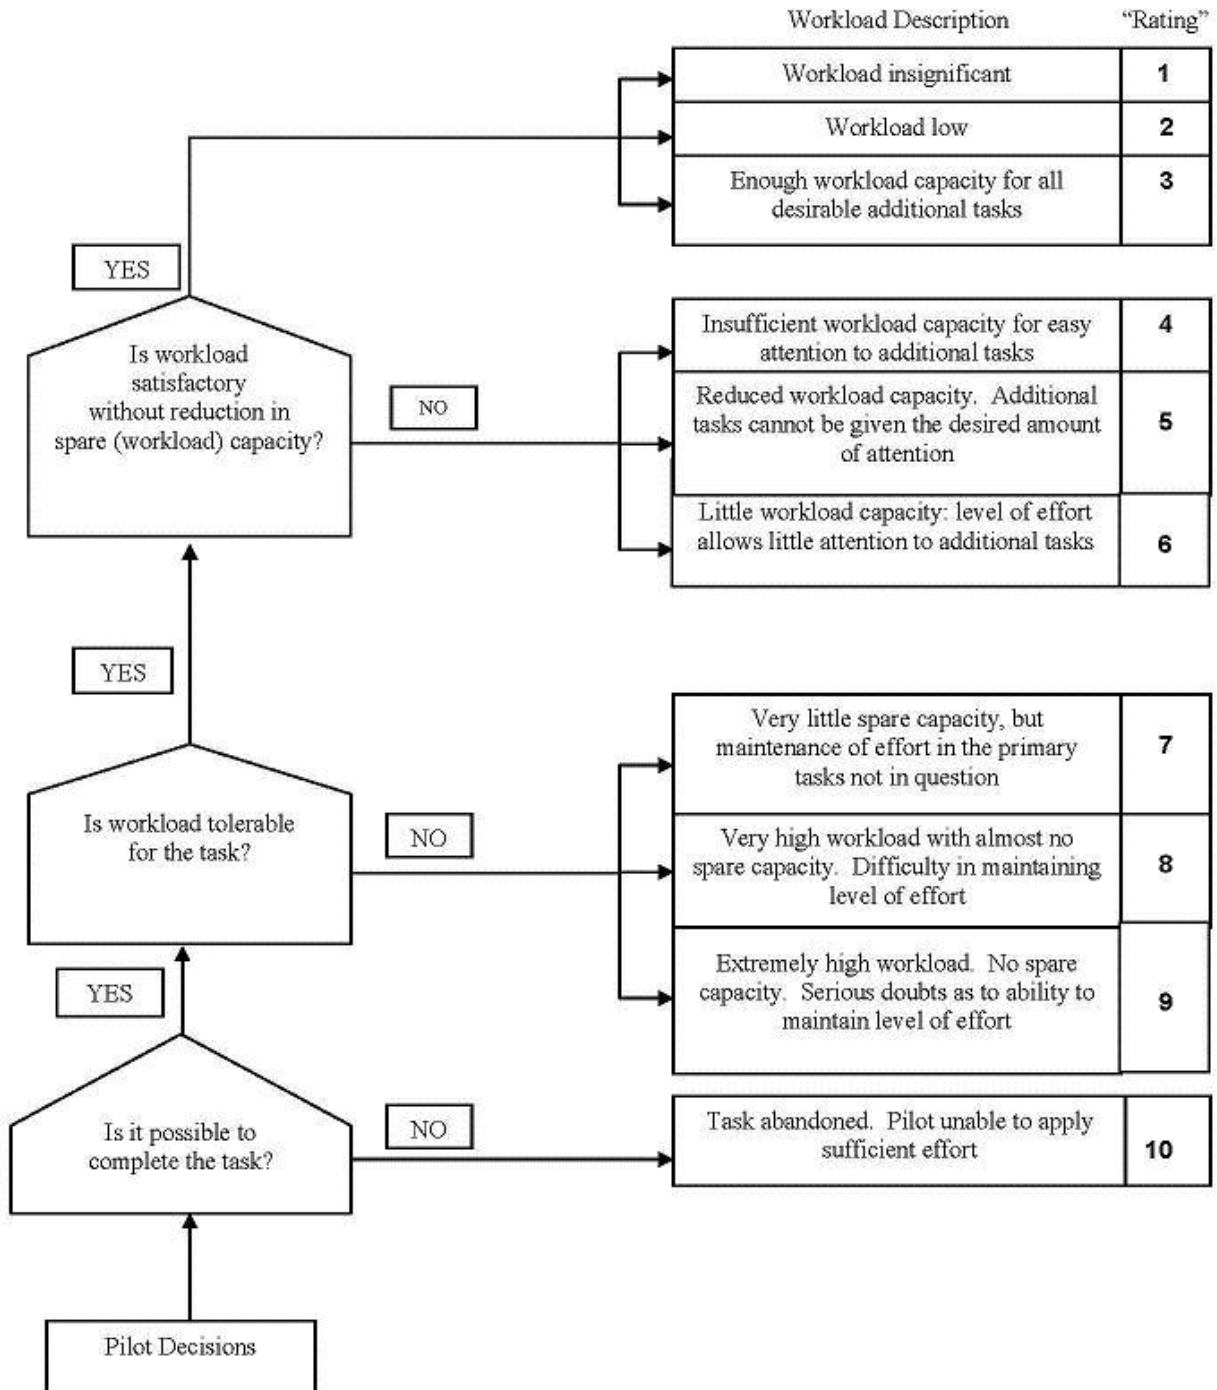 Workload Description “Rating”
Workload insignificant 1
Workload low 2
Enough workload capacity for all 3
desirable additional tasks
YES
Is workload
satisfactory
without reduction in
spare (workload) capacity?
NO
Insufficient workload capacity for easy 4
attention to additional tasks
Reduced workload capacity. Additional
tasks cannot be given the desired amount 5
of attention
Little workload capacity: level of effort
allows little attention to additional tasks 6
YES
Is workload tolerable
for the task?
NO
Very little spare capacity, but
maintenance of effort in the primary 7
tasks not in question
Very high workload with almost no
spare capacity. Difficulty in maintaining 8
level of effort
Extremely high workload. No spare
capacity. Serious doubts as to ability to 9
maintain level of effort
YES
Is it possible to
complete the task?
NO
Task abandoned. Pilot unable to apply
sufficient effort 10
Pilot Decisions